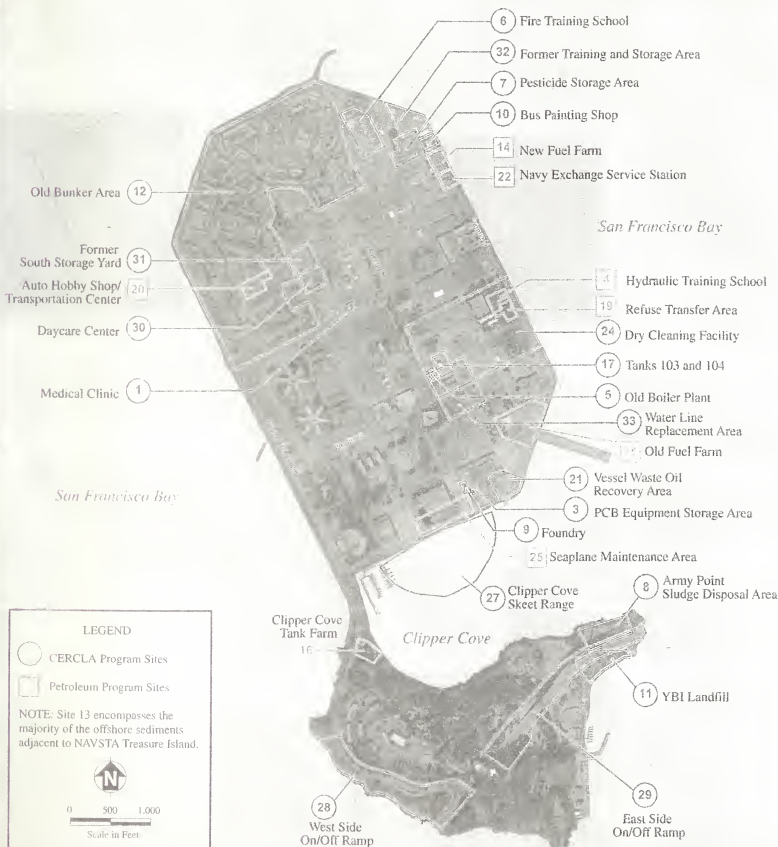 6 Fire Training School
32 Former Training and Storage Area
7 Pesticide Storage Area
10 Bus Painting Shop
14 New Fuel Farm
22 Navy Exchange Service Station
Old Bunker Area 12
San Francisco Bay
Former
South Storage Yard 31
Auto Hobby Shop/
Transportation Center 20
Daycare Center 30
Medical Clinic 1
4 Hydraulic Training School
19 Refuse Transfer Area
24 Dry Cleaning Facility
17 Tanks 103 and 104
5 Old Boiler Plant
33 Water Line
Replacement Area
Old Fuel Farm
21 Vessel Waste Oil
Recovery Area
3 PCB Equipment Storage Area
9 Foundry
25 Seaplane Maintenance Area
San Francisco Bay
27 Clipper Cove
Skeet Range
8 Army Point
Sludge Disposal Area
Clipper Cove
Tank Farm
16
Clipper Cove
11 YBI Landfill
28
West Side
On/Off Ramp
29
East Side
On/Off Ramp
LEGEND
CERCLA Program Sites
Petroleum Program Sites
NOTE: Site 13 encompasses the
majority of the offshore sediments
adjacent to NAVSTA Treasure Island.
N
0 500 1,000
Scale in Feet